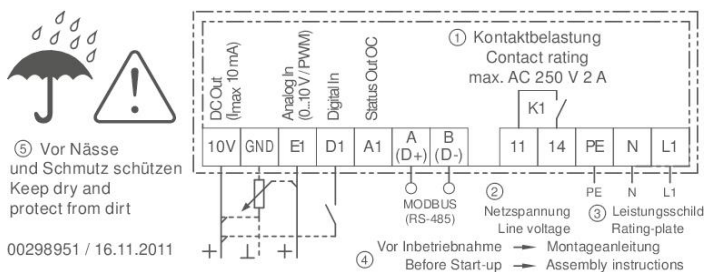 ① Kontaktbelastung
Contact rating
max. AC 250 V 2 A
DC Out
(Imax 10 mA)
Analog In
(0...10 V / PWM)
Digital In
Status Out OC
K1
10V GND E1 D1 A1 A (D+) B (D-) 11 14 PE N L1
MODBUS
(RS-485)
PE N L1
② Netzspannung
Line voltage
③ Leistungsschild
Rating-plate
④ Vor Inbetriebnahme → Montageanleitung
Before Start-up → Assembly instructions
⑤ Vor Nässe
und Schmutz schützen
Keep dry and
protect from dirt
00298951 / 16.11.2011
+ ⊥ +